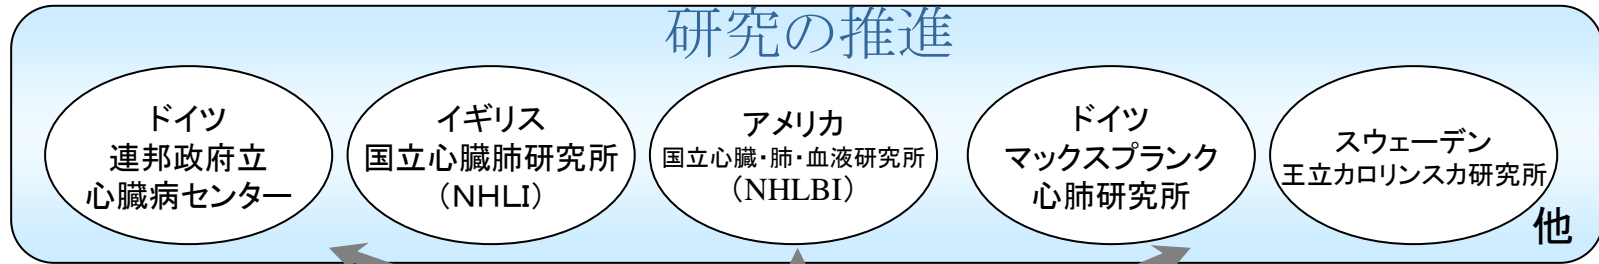 研究の推進
ドイツ
連邦政府立
心臓病センター
イギリス
国立心臓肺研究所
（ＮＨＬＩ）
アメリカ
国立心臓・肺・血液研究所
（NHLBI）
ドイツ
マックスプランク
心肺研究所
スウェーデン
王立カロリンスカ研究所
他